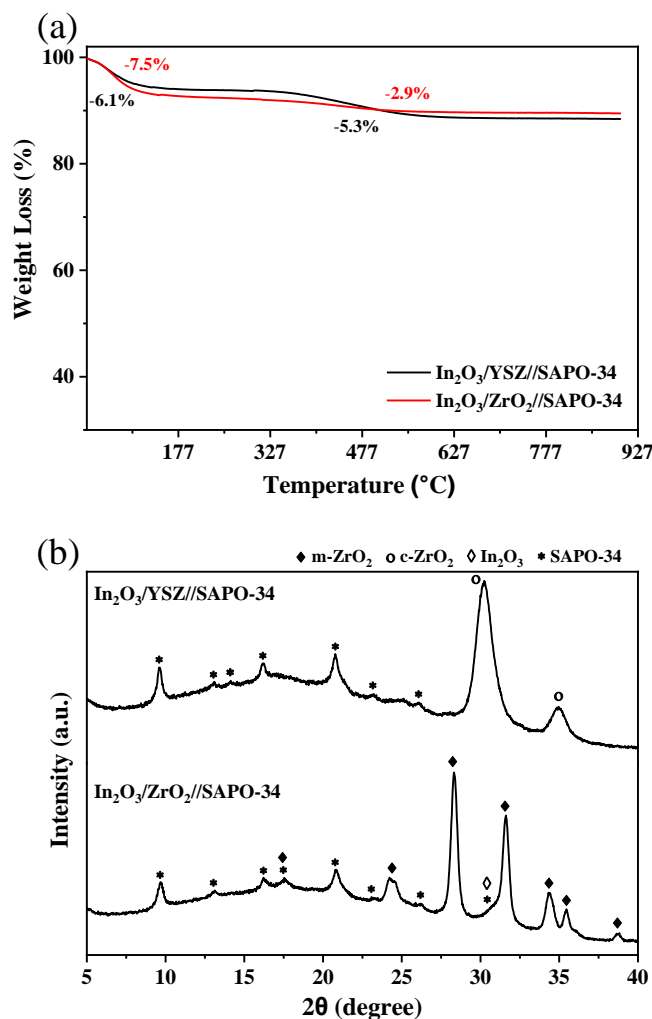 (a)
100
80
60
40
Weight Loss (%)
-7.5%
-6.1%
-2.9%
-5.3%
In₂O₃/YSZ//SAPO-34
In₂O₃/ZrO₂//SAPO-34
177 327 477 627 777 927
Temperature (°C)
(b)
♦ m-ZrO₂ o c-ZrO₂ ◊ In₂O₃ * SAPO-34
In₂O₃/YSZ//SAPO-34
In₂O₃/ZrO₂//SAPO-34
Intensity (a.u.)
5 10 15 20 25 30 35 40
2θ (degree)